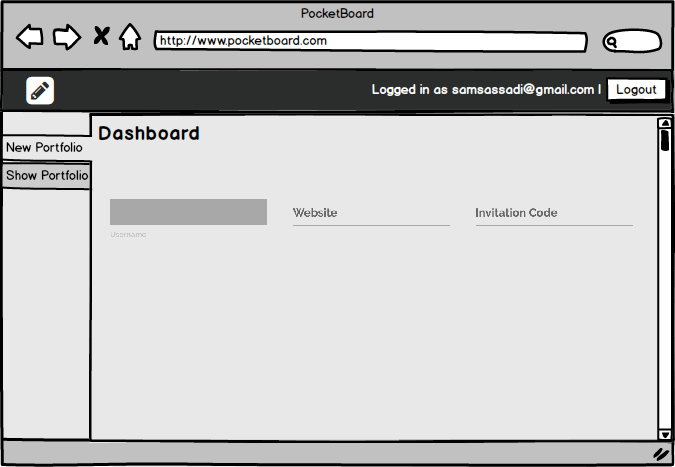 PocketBoard
http://www.pocketboard.com
Logged in as samsassadi@gmail.com | Logout
Dashboard
New Portfolio
Show Portfolio
Website
Invitation Code
Username